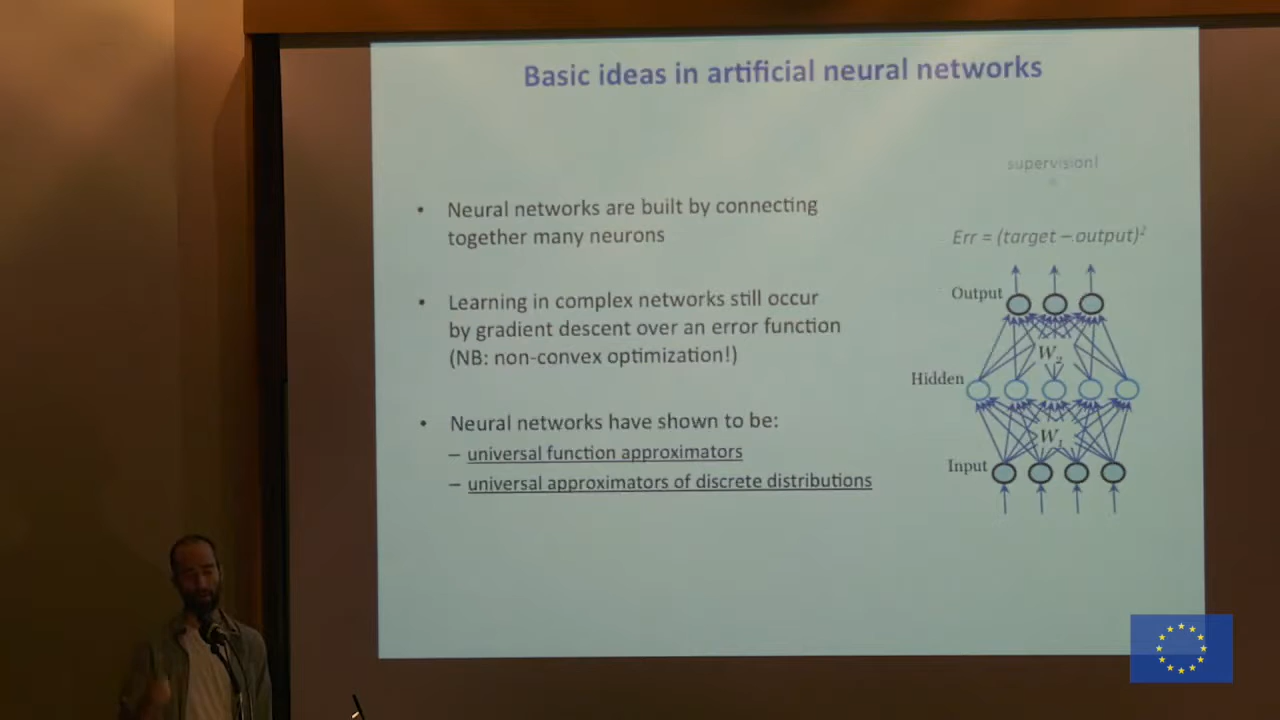 Basic ideas in artificial neural networks
• Neural networks are built by connecting
together many neurons
• Learning in complex networks still occur
by gradient descent over an error function
(NB: non-convex optimization!)
• Neural networks have shown to be:
– universal function approximators
– universal approximators of discrete distributions
supervision!
Err = (target – output)²
Output
W₂
Hidden
W₁
Input